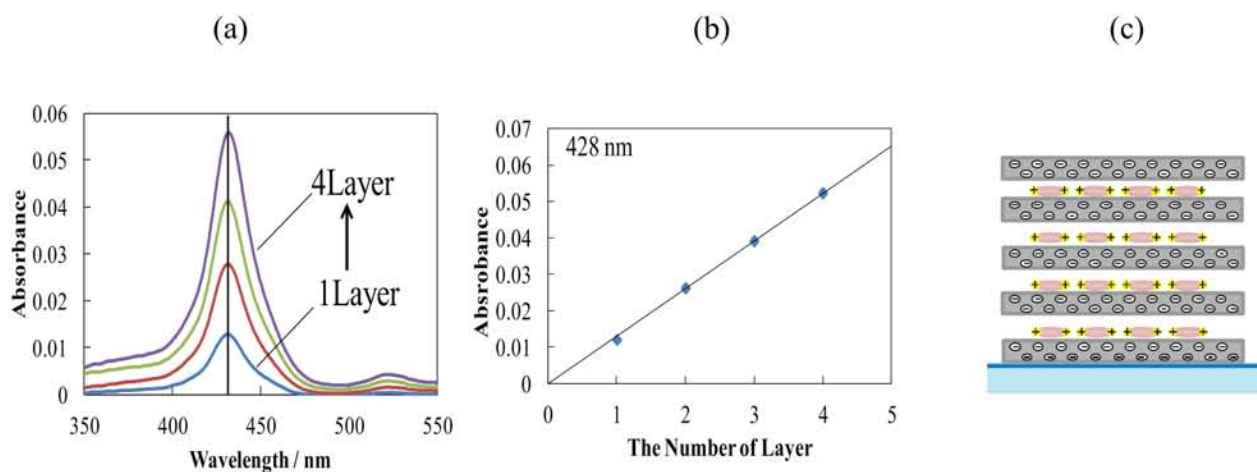 (a)
(b)
(c)
0.06
0.05
0.04
0.03
0.02
0.01
0
Absorbance
4Layer
1Layer
350 400 450 500 550
Wavelength / nm
0.07
0.06
0.05
0.04
0.03
0.02
0.01
0
Absrobance
428 nm
0 1 2 3 4 5
The Number of Layer